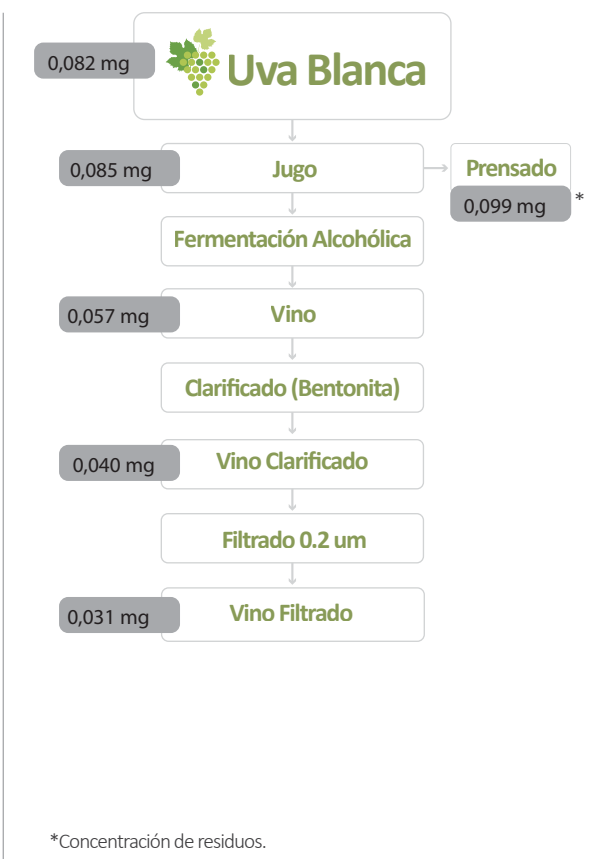 0,082 mg
Uva Blanca
0,085 mg
Jugo
Prensado
0,099 mg *
Fermentación Alcohólica
0,057 mg
Vino
Clarificado (Bentonita)
0,040 mg
Vino Clarificado
Filtrado 0.2 um
0,031 mg
Vino Filtrado
*Concentración de residuos.